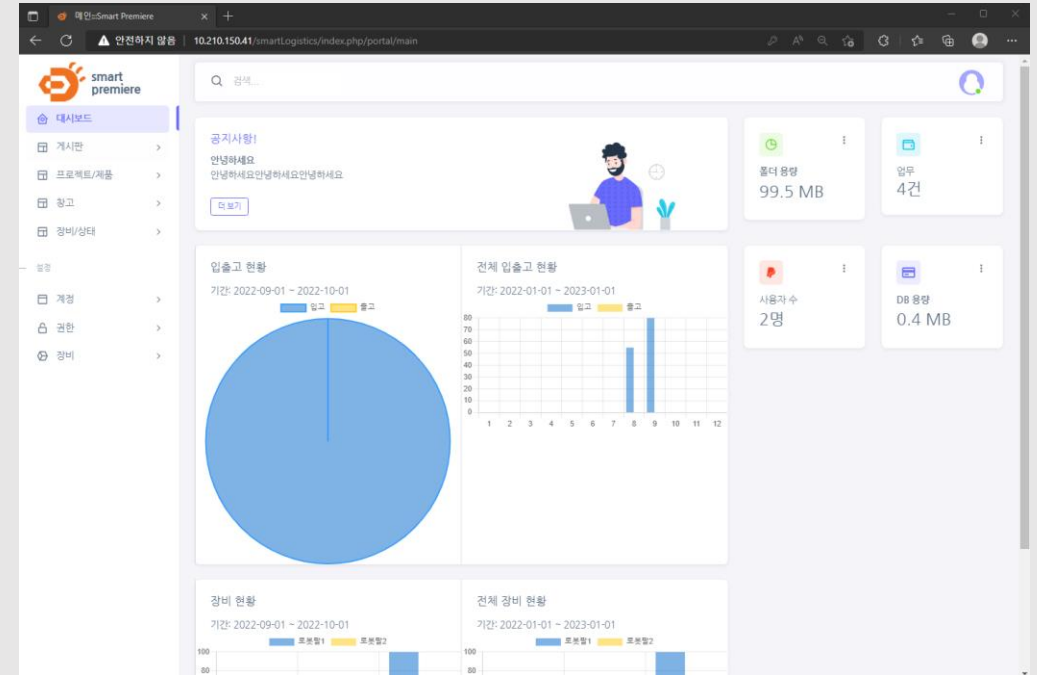 메인::Smart Premiere
안전하지 않음 10.210.150.41/smartLogistics/index.php/portal/main
smart
premiere
검색...
대시보드
게시판
프로젝트/제품
창고
장비/상태
설정
계정
권한
장비
공지사항!
안녕하세요
안녕하세요안녕하세요안녕하세요
더 보기
폴더 용량
99.5 MB
업무
4건
사용자 수
2명
DB 용량
0.4 MB
입출고 현황
기간: 2022-09-01 ~ 2022-10-01
입고 출고
전체 입출고 현황
기간: 2022-01-01 ~ 2023-01-01
입고 출고
80
70
60
50
40
30
20
10
0
1 2 3 4 5 6 7 8 9 10 11 12
장비 현황
기간: 2022-09-01 ~ 2022-10-01
로봇팔1 로봇팔2
100
80
전체 장비 현황
기간: 2022-01-01 ~ 2023-01-01
로봇팔1 로봇팔2
100
80